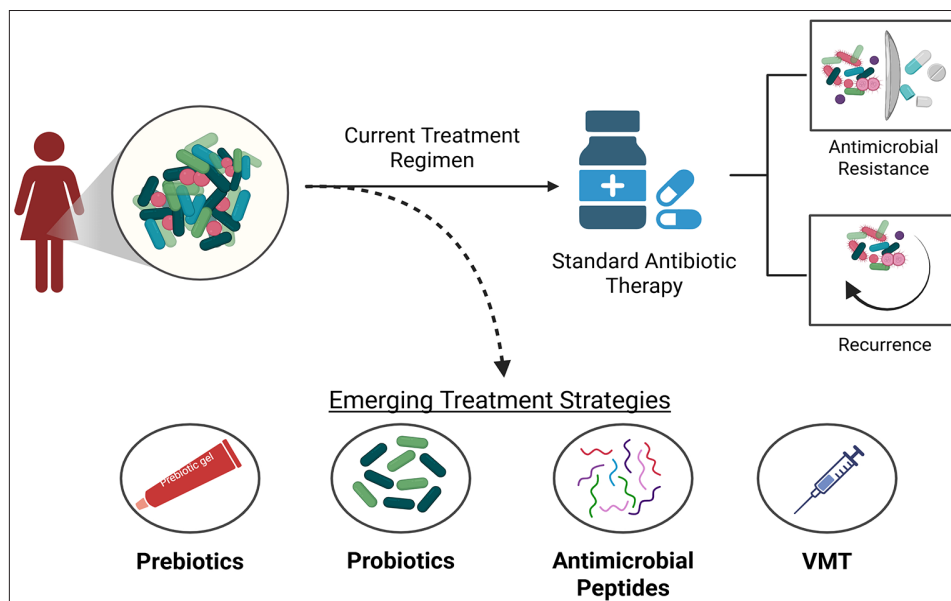 Current Treatment
Regimen
Standard Antibiotic
Therapy
Antimicrobial
Resistance
Recurrence
Emerging Treatment Strategies
Prebiotic gel
Prebiotics
Probiotics
Antimicrobial
Peptides
VMT